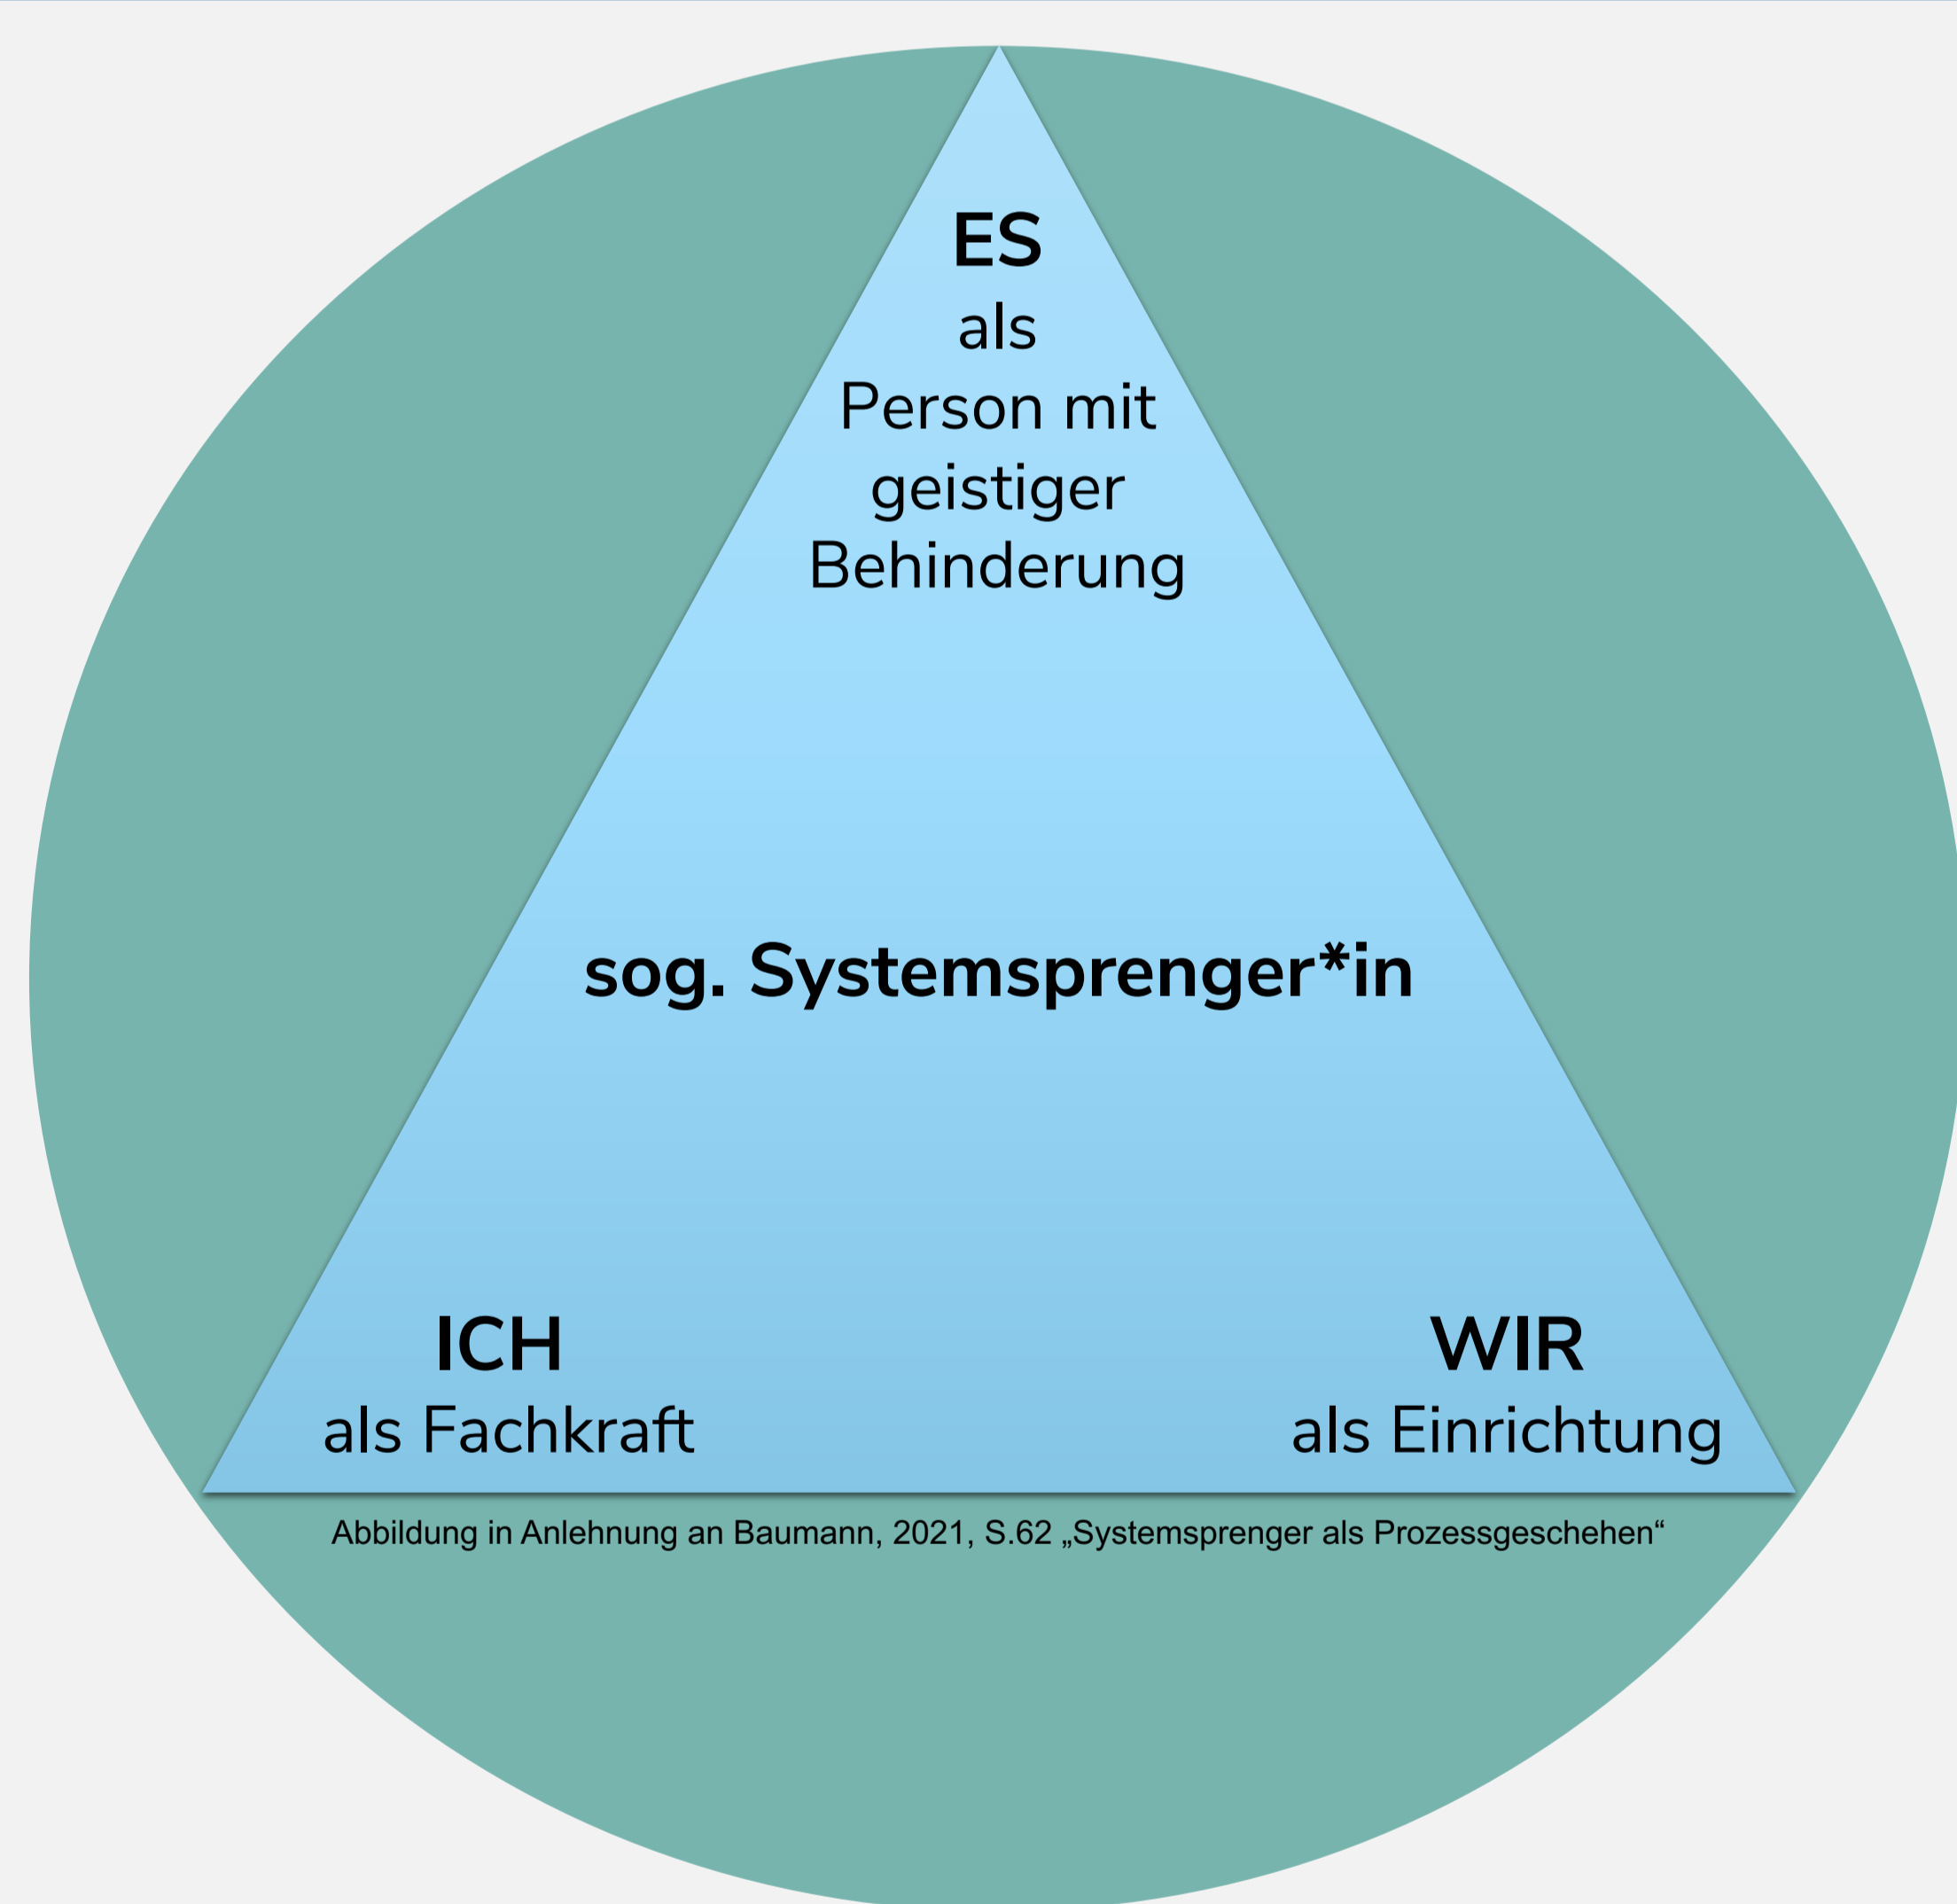 ES
als
Person mit
geistiger
Behinderung
sog. Systemsprenger*in
ICH
als Fachkraft
WIR
als Einrichtung
Abbildung in Anlehnung an Baumann, 2021, S.62 „Systemsprenger als Prozessgeschehen“